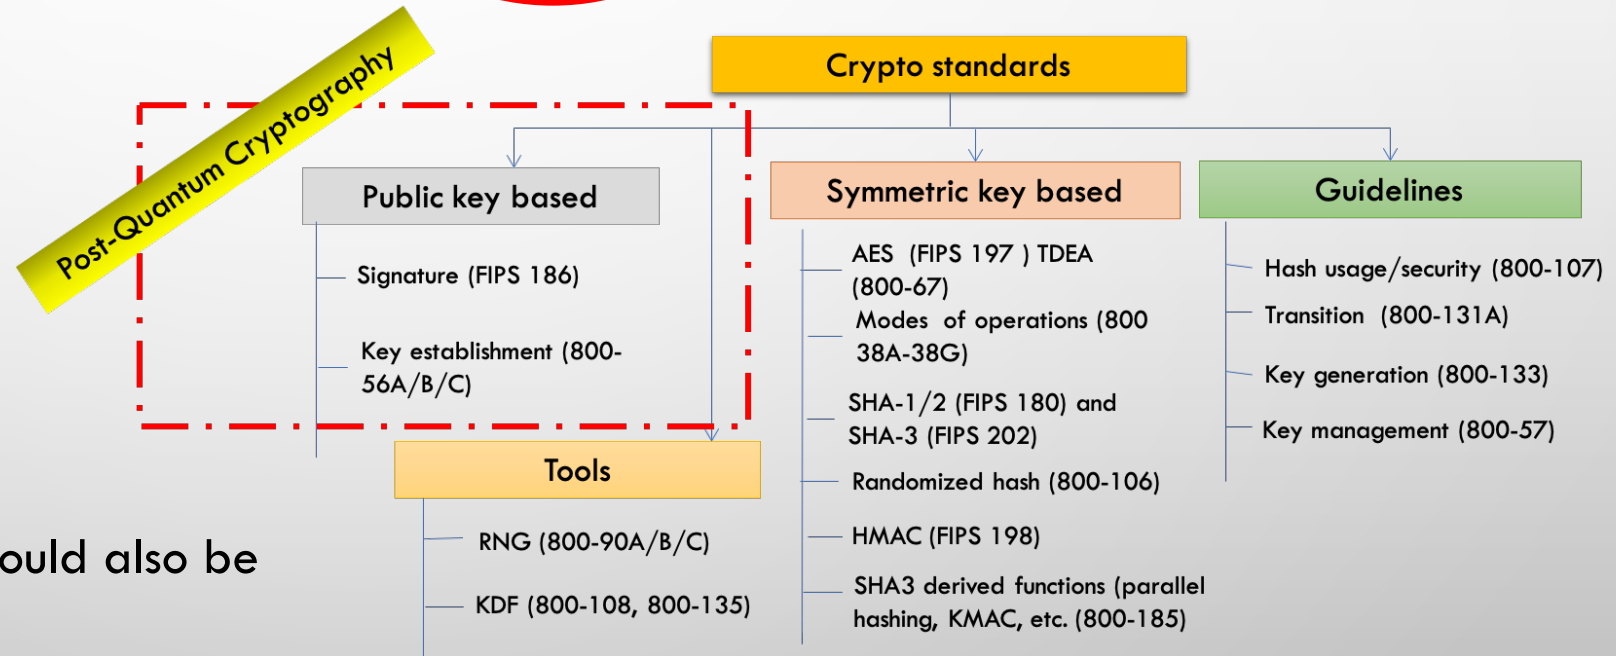 Post-Quantum Cryptography
Crypto standards
Public key based
Signature (FIPS 186)
Key establishment (800-
56A/B/C)
Tools
RNG (800-90A/B/C)
KDF (800-108, 800-135)
Symmetric key based
AES  (FIPS 197 ) TDEA
(800-67)
Modes  of operations (800
38A-38G)
SHA-1/2 (FIPS 180) and
SHA-3 (FIPS 202)
Randomized hash (800-106)
HMAC (FIPS 198)
SHA3 derived functions (parallel
hashing, KMAC, etc. (800-185)
Guidelines
Hash usage/security (800-107)
Transition  (800-131A)
Key generation (800-133)
Key management (800-57)
ould also be